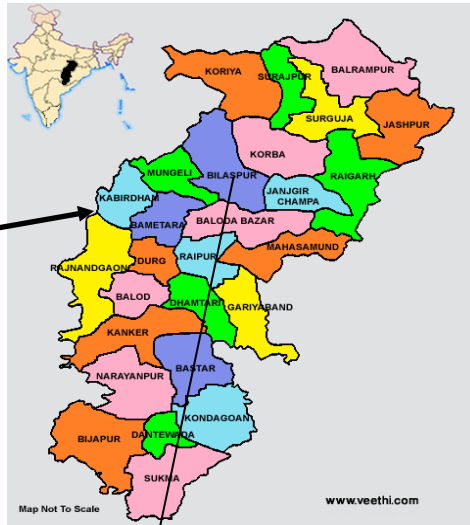 KORIYA
SURAJPUR
BALRAMPUR
SURGUJA
JASHPUR
KORBA
MUNGELI
BILASPUR
RAIGARH
KABIRDHAM
JANJGIR
CHAMPA
BAMETARA
BALODA BAZAR
RAJNANDGAON
DURG
RAIPUR
MAHASAMUND
BALOD
DHAMTARI
GARIYABAND
KANKER
NARAYANPUR
BASTAR
KONDAGOAN
BIJAPUR
DANTEWADA
SUKMA
Map Not To Scale
www.veethi.com